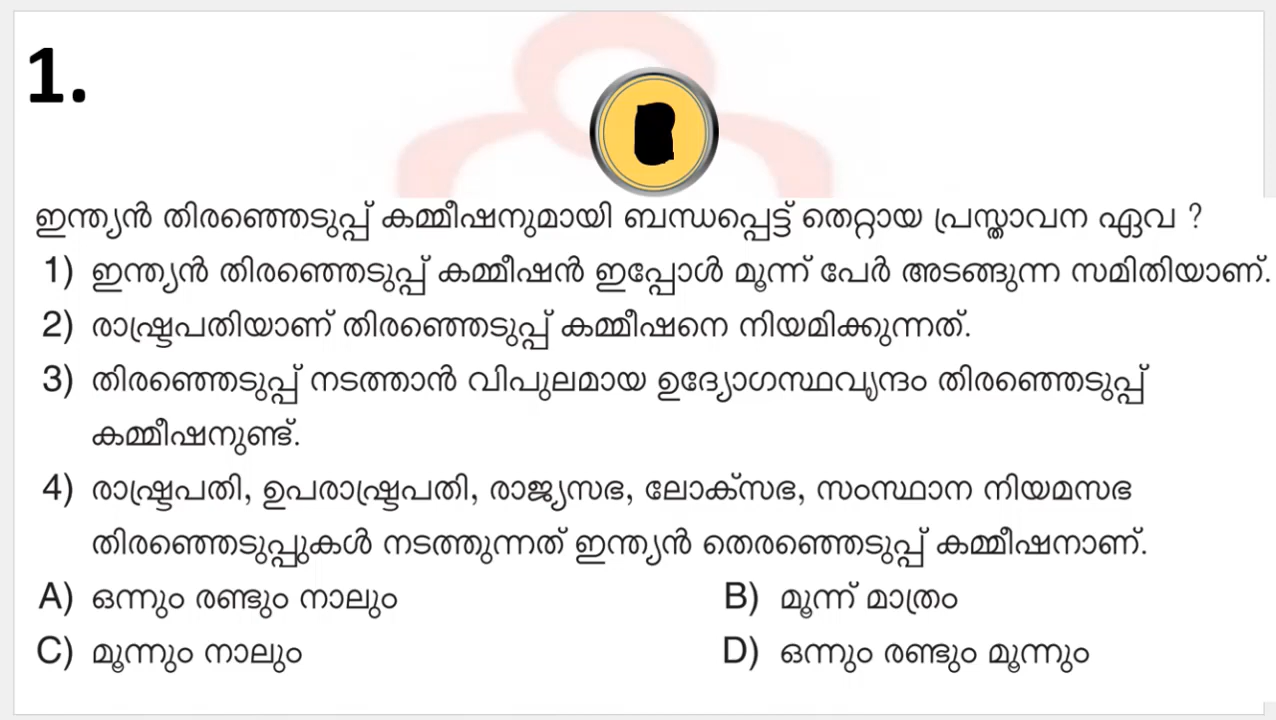 1.
ഇന്ത്യൻ തിരഞ്ഞെടുപ്പ് കമ്മീഷനുമായി ബന്ധപ്പെട്ട് തെറ്റായ പ്രസ്താവന ഏവ ?
1) ഇന്ത്യൻ തിരഞ്ഞെടുപ്പ് കമ്മീഷൻ ഇപ്പോൾ മൂന്ന് പേർ അടങ്ങുന്ന സമിതിയാണ്.
2) രാഷ്ട്രപതിയാണ് തിരഞ്ഞെടുപ്പ് കമ്മീഷനെ നിയമിക്കുന്നത്.
3) തിരഞ്ഞെടുപ്പ് നടത്താൻ വിപുലമായ ഉദ്യോഗസ്ഥവൃന്ദം തിരഞ്ഞെടുപ്പ്
കമ്മീഷനുണ്ട്.
4) രാഷ്ട്രപതി, ഉപരാഷ്ട്രപതി, രാജ്യസഭ, ലോക്സഭ, സംസ്ഥാന നിയമസഭ
തിരഞ്ഞെടുപ്പുകൾ നടത്തുന്നത് ഇന്ത്യൻ തെരഞ്ഞെടുപ്പ് കമ്മീഷനാണ്.
A) ഒന്നും രണ്ടും നാലും B) മൂന്ന് മാത്രം
C) മൂന്നും നാലും D) ഒന്നും രണ്ടും മൂന്നും